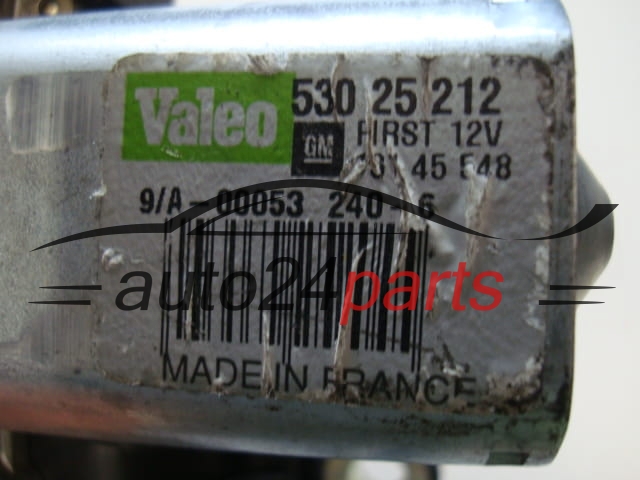 Valeo 530 25 212
GM FIRST 12V
131 45 548
9/A-00053 240-6
auto24parts
MADE IN FRANCE